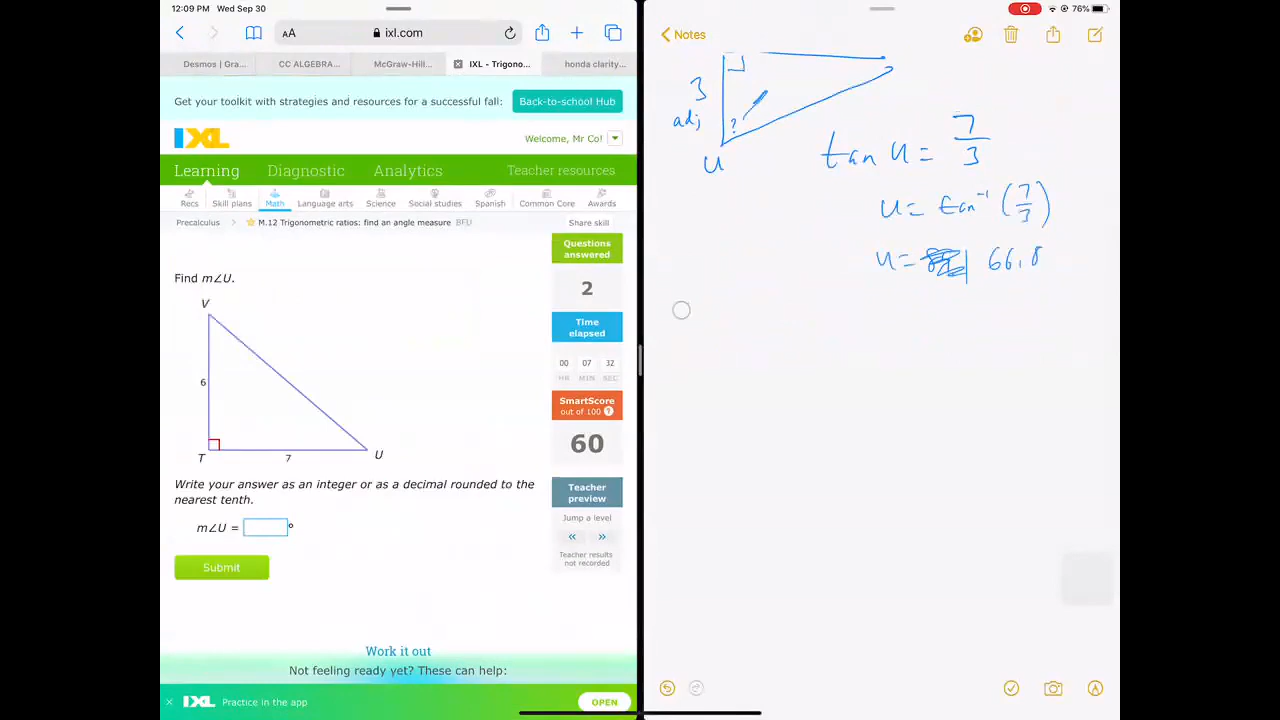 12:09 PM Wed Sep 30
76%
AA
ixl.com
Notes
Desmos | Gra...
CC ALGEBRA...
McGraw-Hill...
IXL - Trigono...
honda clarity...
Get your toolkit with strategies and resources for a successful fall:
Back-to-school Hub
IXL
Welcome, Mr Co!
Learning
Diagnostic
Analytics
Teacher resources
Recs
Skill plans
Math
Language arts
Science
Social studies
Spanish
Common Core
Awards
Precalculus
M.12 Trigonometric ratios: find an angle measure BFU
Share skill
Find m∠U.
V
6
T
7
U
Write your answer as an integer or as a decimal rounded to the
nearest tenth.
m∠U = °
Submit
Questions
answered
2
Time
elapsed
00 07 32
HR MIN SEC
SmartScore
out of 100 ?
60
Teacher
preview
Jump a level
« »
Teacher results
not recorded
Work it out
Not feeling ready yet? These can help:
× IXL Practice in the app
OPEN
3
adj
?
U
tan U = 7/3
U = tan⁻¹ (7/3)
U = 66.8